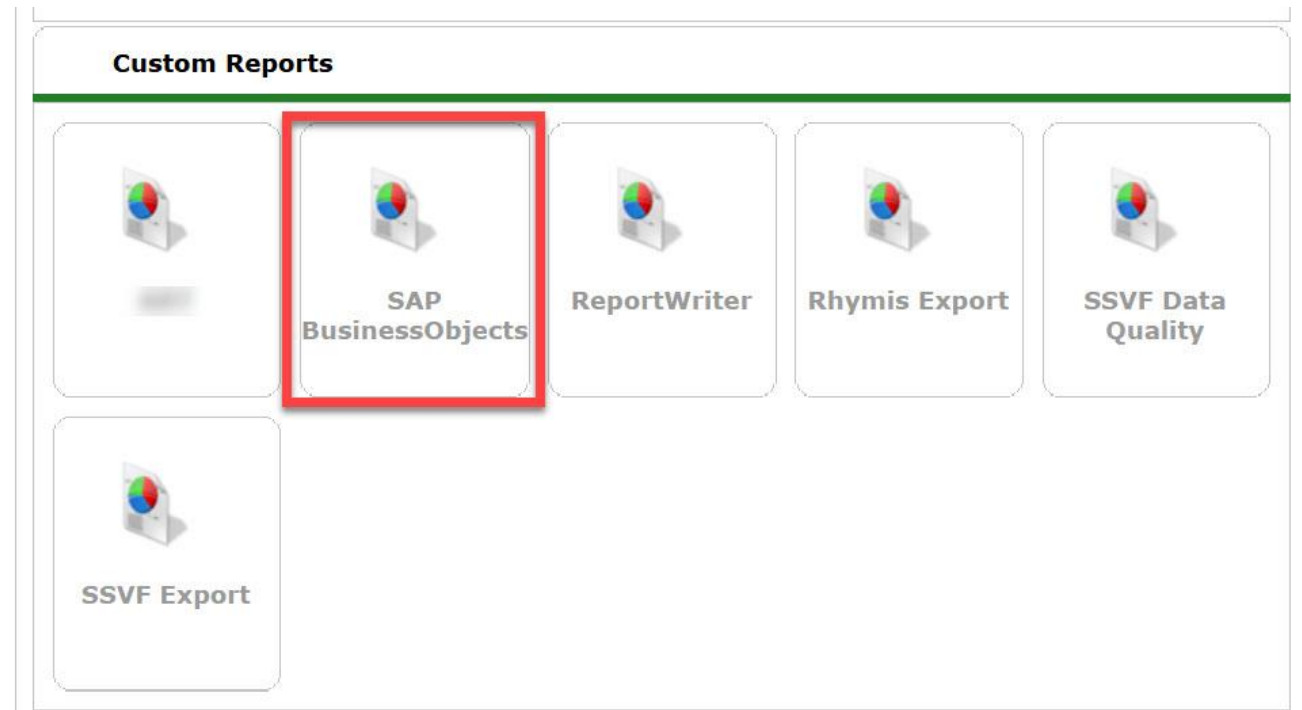 Custom Reports
SAP
BusinessObjects
ReportWriter
Rhymis Export
SSVF Data
Quality
SSVF Export